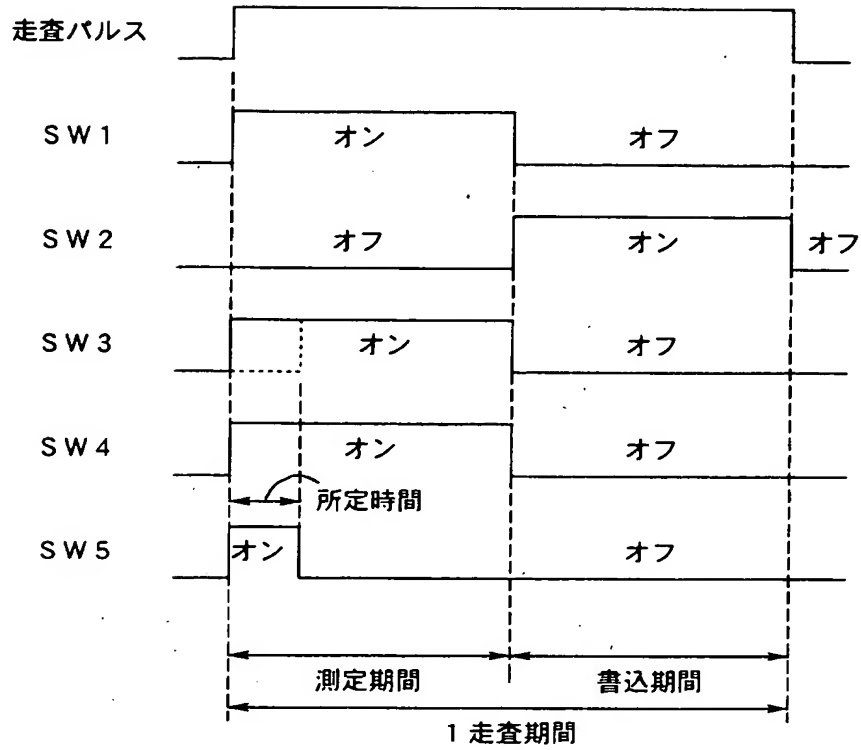 走査パルス
SW1 オン オフ
SW2 オフ オン オフ
SW3 オン オフ
SW4 オン オフ
所定時間
SW5 オン オフ
測定期間 書込期間
1走査期間